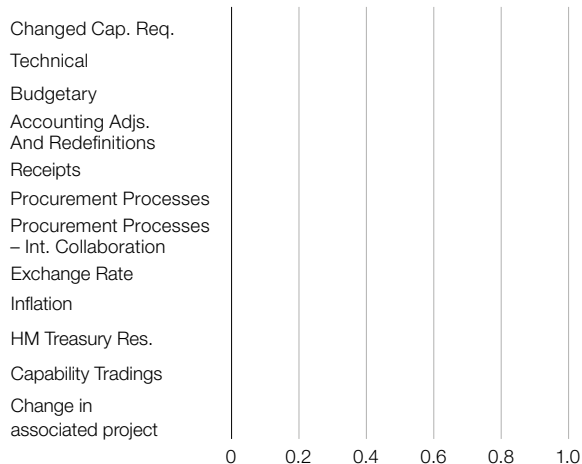 Changed Cap. Req.
Technical
Budgetary
Accounting Adjs.
And Redefinitions
Receipts
Procurement Processes
Procurement Processes
– Int. Collaboration
Exchange Rate
Inflation
HM Treasury Res.
Capability Tradings
Change in
associated project
0 0.2 0.4 0.6 0.8 1.0